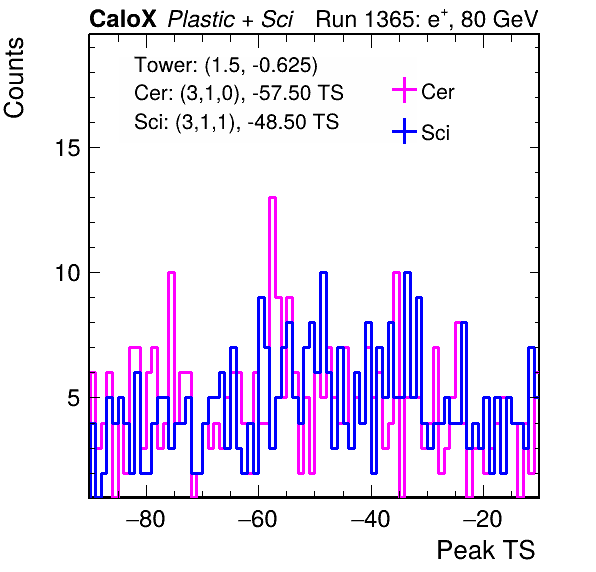 CaloX Plastic + Sci Run 1365: e+, 80 GeV
Counts
Tower: (1.5, -0.625)
Cer: (3,1,0), -57.50 TS
Sci: (3,1,1), -48.50 TS
Cer
Sci
15
10
5
−80 −60 −40 −20
Peak TS